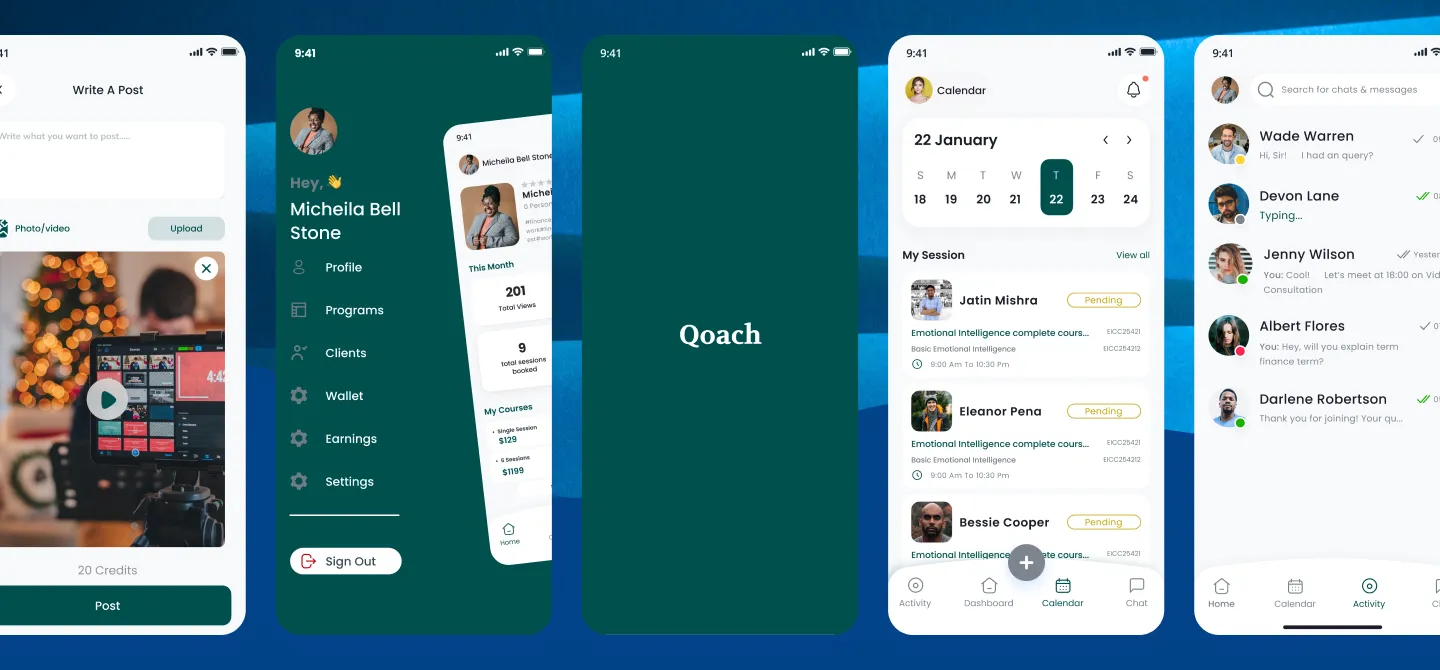 41
Write A Post
Write what you want to post.....
Photo/video
Upload
4:42
20 Credits
Post
9:41
Hey, 👋
Micheila Bell
Stone
Profile
Programs
Clients
Wallet
Earnings
Settings
Sign Out
9:41
Micheila Bell Stone
Michei
6 Person
#finance
work#fin
est#wor
This Month
201
Total Views
9
total sessions
booked
My Courses
• Single Session
$129
• 6 Sessions
$1199
Home
9:41
Qoach
9:41
Calendar
22 January
S M T W T F S
18 19 20 21 22 23 24
My Session
View all
Jatin Mishra
Pending
Emotional Intelligence complete cours...
EICC25421
Basic Emotional Intelligence
EICC254212
9:00 Am To 10:30 Pm
Eleanor Pena
Pending
Emotional Intelligence complete cours...
EICC25421
Basic Emotional Intelligence
EICC254212
9:00 Am To 10:30 Pm
Bessie Cooper
Pending
Emotional Intelligence complete cours...
EICC25421
Activity
Dashboard
Calendar
Chat
9:41
Search for chats & messages
Wade Warren
Hi, Sir! I had an query?
Devon Lane
Typing...
Jenny Wilson
Yester
You: Cool! Let's meet at 18:00 on Vid
Consultation
Albert Flores
You: Hey, will you explain term
finance term?
Darlene Robertson
Thank you for joining! Your qu...
Home
Calendar
Activity